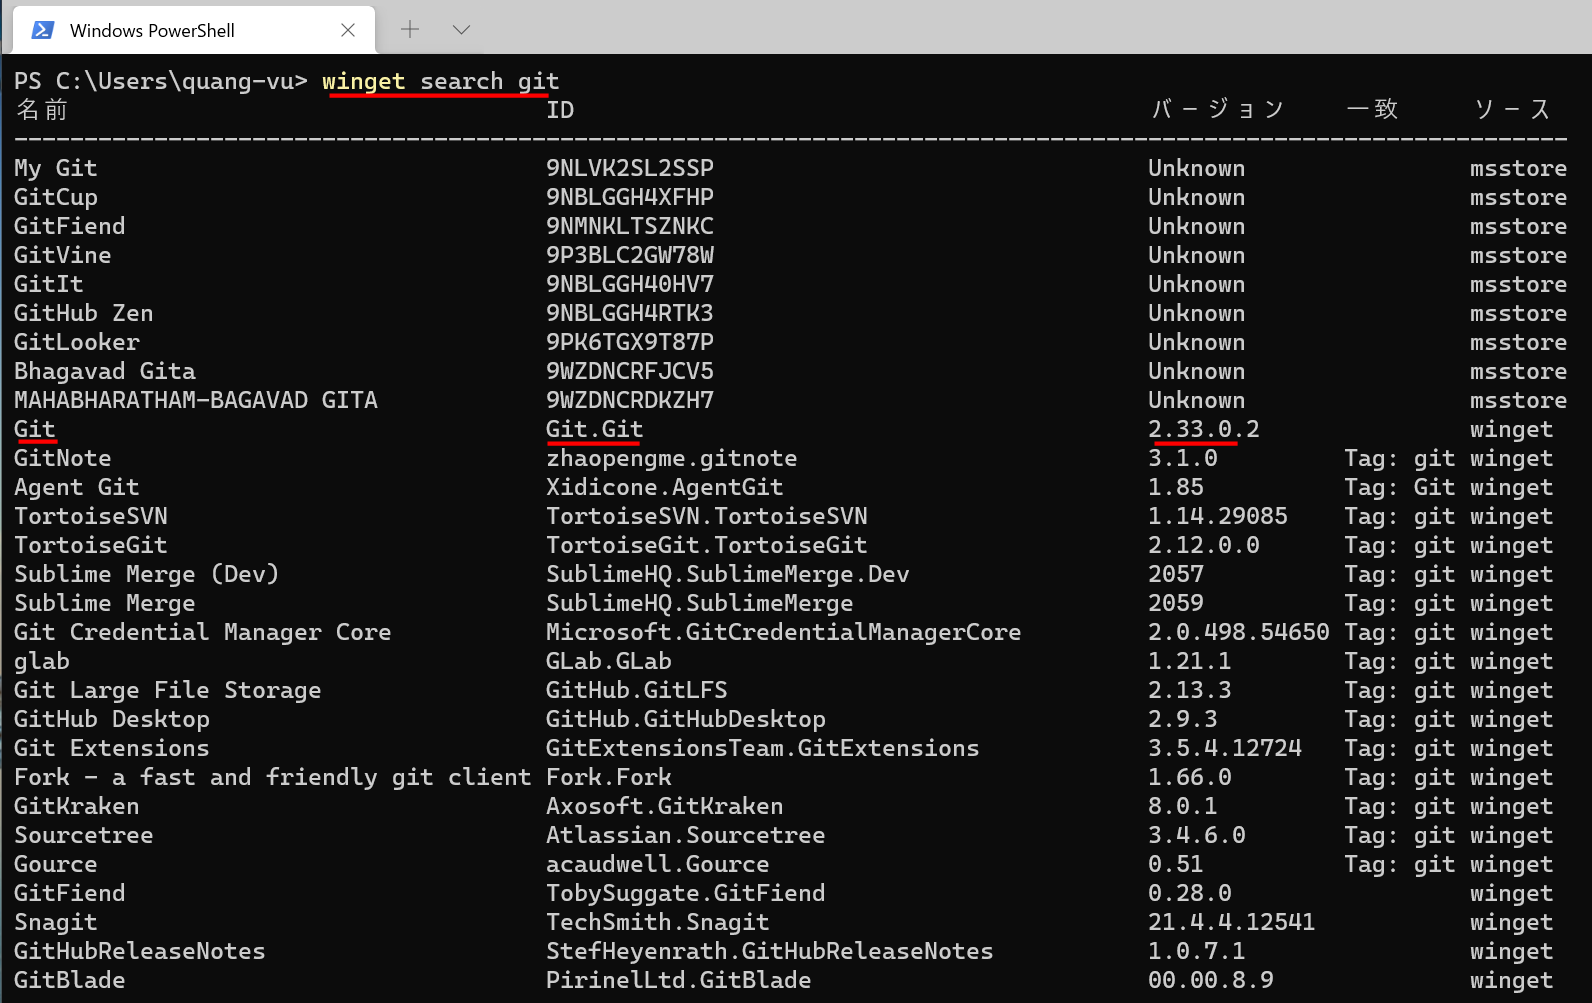 Windows PowerShell
PS C:\Users\quang-vu> winget search git
名前 ID バージョン 一致 ソース
--------------------------------------------------------------------------------------------------------------
My Git 9NLVK2SL2SSP Unknown msstore
GitCup 9NBLGGH4XFHP Unknown msstore
GitFiend 9NMNKLTSZNKC Unknown msstore
GitVine 9P3BLC2GW78W Unknown msstore
GitIt 9NBLGGH40HV7 Unknown msstore
GitHub Zen 9NBLGGH4RTK3 Unknown msstore
GitLooker 9PK6TGX9T87P Unknown msstore
Bhagavad Gita 9WZDNCRFJCV5 Unknown msstore
MAHABHARATHAM-BAGAVAD GITA 9WZDNCRDKZH7 Unknown msstore
Git Git.Git 2.33.0.2 winget
GitNote zhaopengme.gitnote 3.1.0 Tag: git winget
Agent Git Xidicone.AgentGit 1.85 Tag: Git winget
TortoiseSVN TortoiseSVN.TortoiseSVN 1.14.29085 Tag: git winget
TortoiseGit TortoiseGit.TortoiseGit 2.12.0.0 Tag: git winget
Sublime Merge (Dev) SublimeHQ.SublimeMerge.Dev 2057 Tag: git winget
Sublime Merge SublimeHQ.SublimeMerge 2059 Tag: git winget
Git Credential Manager Core Microsoft.GitCredentialManagerCore 2.0.498.54650 Tag: git winget
glab GLab.GLab 1.21.1 Tag: git winget
Git Large File Storage GitHub.GitLFS 2.13.3 Tag: git winget
GitHub Desktop GitHub.GitHubDesktop 2.9.3 Tag: git winget
Git Extensions GitExtensionsTeam.GitExtensions 3.5.4.12724 Tag: git winget
Fork - a fast and friendly git client Fork.Fork 1.66.0 Tag: git winget
GitKraken Axosoft.GitKraken 8.0.1 Tag: git winget
Sourcetree Atlassian.Sourcetree 3.4.6.0 Tag: git winget
Gource acaudwell.Gource 0.51 Tag: git winget
GitFiend TobySuggate.GitFiend 0.28.0 winget
Snagit TechSmith.Snagit 21.4.4.12541 winget
GitHubReleaseNotes StefHeyenrath.GitHubReleaseNotes 1.0.7.1 winget
GitBlade PirinelLtd.GitBlade 00.00.8.9 winget